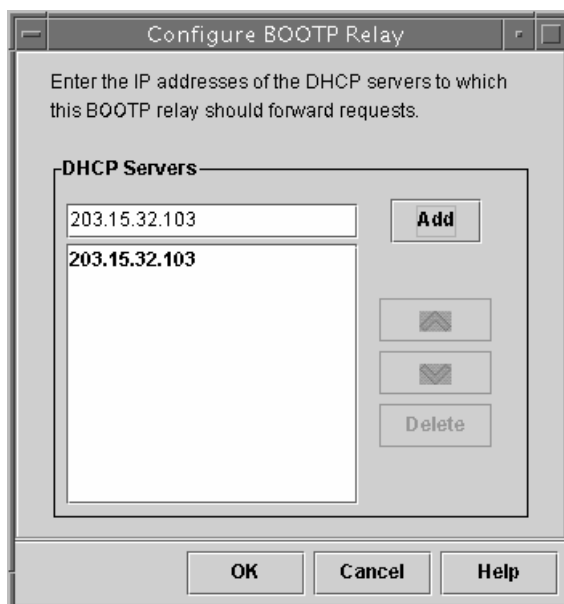 Configure BOOTP Relay
Enter the IP addresses of the DHCP servers to which
this BOOTP relay should forward requests.
DHCP Servers
203.15.32.103
Add
203.15.32.103
Delete
OK
Cancel
Help